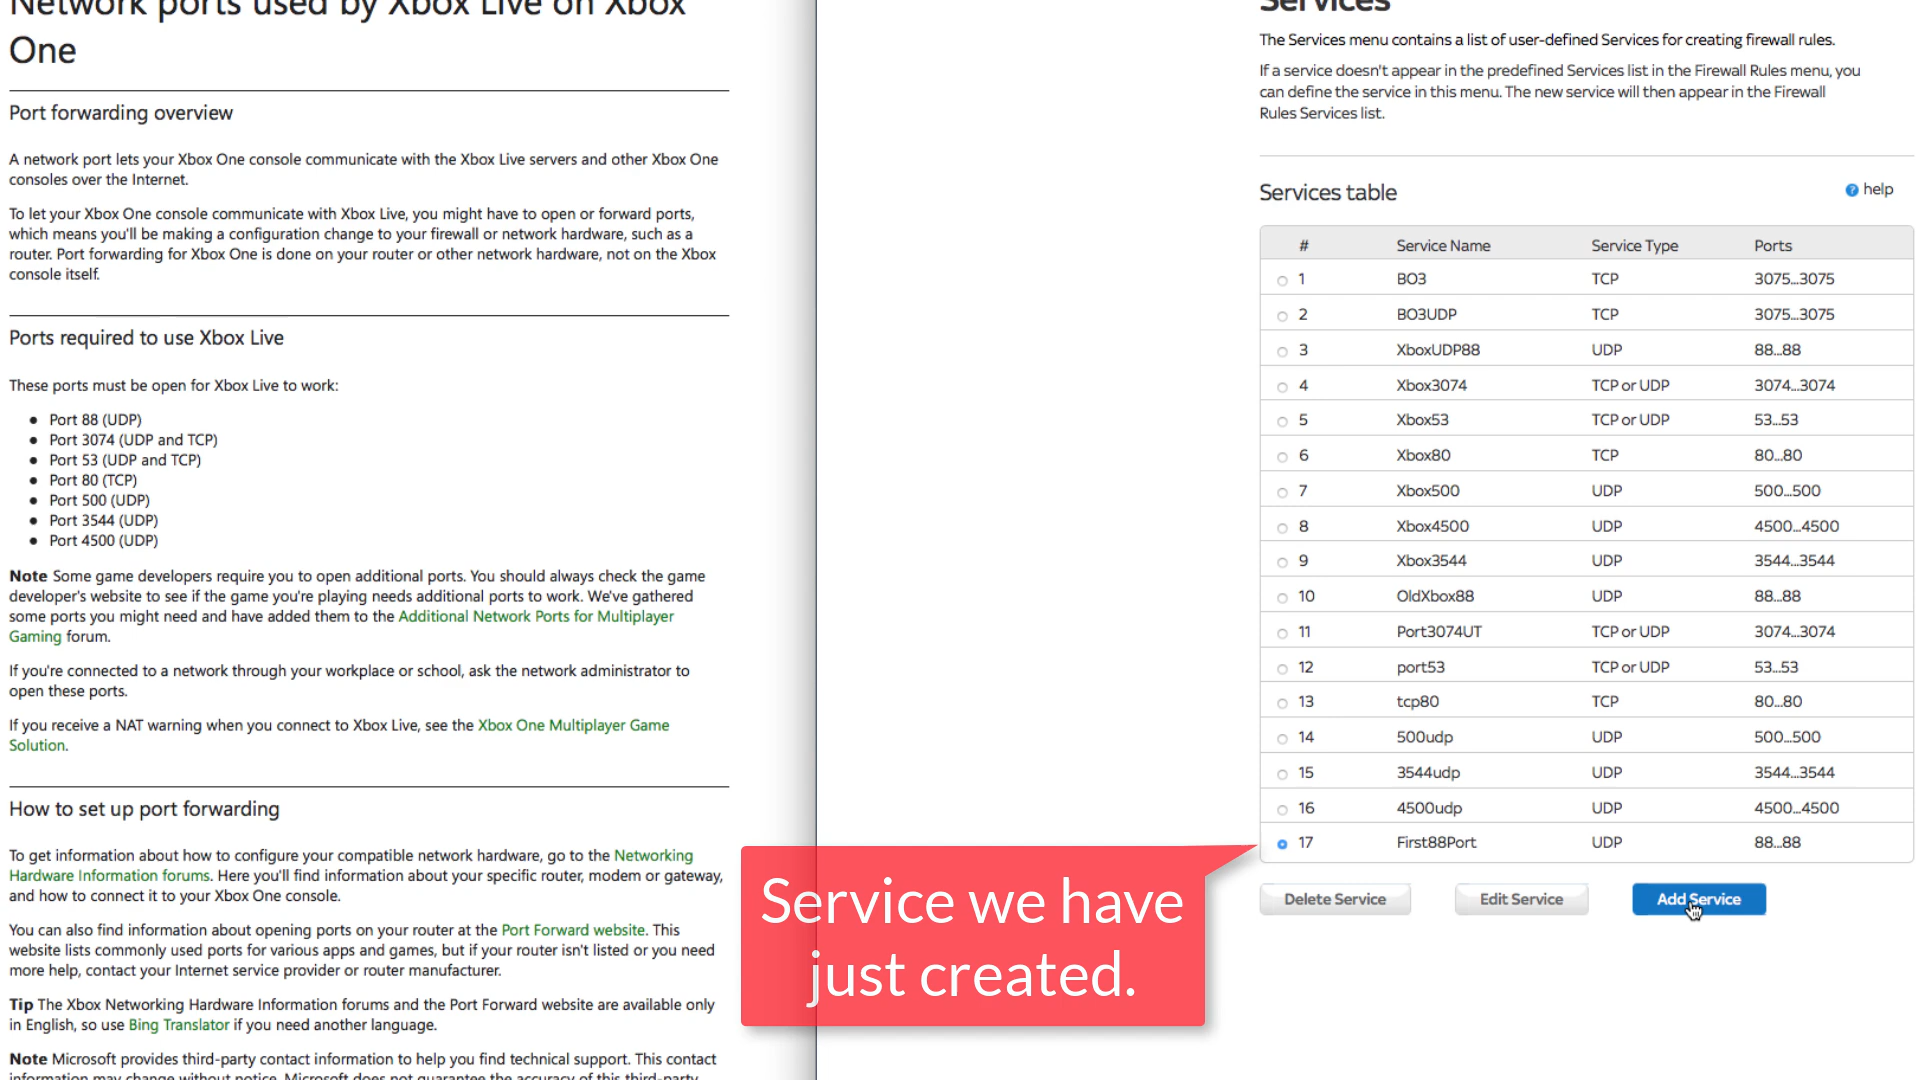 Network ports used by Xbox Live on Xbox
One
Port forwarding overview
A network port lets your Xbox One console communicate with the Xbox Live servers and other Xbox One
consoles over the Internet.
To let your Xbox One console communicate with Xbox Live, you might have to open or forward ports,
which means you'll be making a configuration change to your firewall or network hardware, such as a
router. Port forwarding for Xbox One is done on your router or other network hardware, not on the Xbox
console itself.
Ports required to use Xbox Live
These ports must be open for Xbox Live to work:
● Port 88 (UDP)
● Port 3074 (UDP and TCP)
● Port 53 (UDP and TCP)
● Port 80 (TCP)
● Port 500 (UDP)
● Port 3544 (UDP)
● Port 4500 (UDP)
Note Some game developers require you to open additional ports. You should always check the game
developer's website to see if the game you're playing needs additional ports to work. We've gathered
some ports you might need and have added them to the Additional Network Ports for Multiplayer
Gaming forum.
If you're connected to a network through your workplace or school, ask the network administrator to
open these ports.
If you receive a NAT warning when you connect to Xbox Live, see the Xbox One Multiplayer Game
Solution.
How to set up port forwarding
To get information about how to configure your compatible network hardware, go to the Networking
Hardware Information forums. Here you'll find information about your specific router, modem or gateway,
and how to connect it to your Xbox One console.
You can also find information about opening ports on your router at the Port Forward website. This
website lists commonly used ports for various apps and games, but if your router isn't listed or you need
more help, contact your Internet service provider or router manufacturer.
Tip The Xbox Networking Hardware Information forums and the Port Forward website are available only
in English, so use Bing Translator if you need another language.
Note Microsoft provides third-party contact information to help you find technical support. This contact
information may change without notice. Microsoft does not guarantee the accuracy of this third-party
Services
The Services menu contains a list of user-defined Services for creating firewall rules.
If a service doesn't appear in the predefined Services list in the Firewall Rules menu, you
can define the service in this menu. The new service will then appear in the Firewall
Rules Services list.
Services table ? help
# Service Name Service Type Ports
1 BO3 TCP 3075...3075
2 BO3UDP TCP 3075...3075
3 XboxUDP88 UDP 88...88
4 Xbox3074 TCP or UDP 3074...3074
5 Xbox53 TCP or UDP 53...53
6 Xbox80 TCP 80...80
7 Xbox500 UDP 500...500
8 Xbox4500 UDP 4500...4500
9 Xbox3544 UDP 3544...3544
10 OldXbox88 UDP 88...88
11 Port3074UT TCP or UDP 3074...3074
12 port53 TCP or UDP 53...53
13 tcp80 TCP 80...80
14 500udp UDP 500...500
15 3544udp UDP 3544...3544
16 4500udp UDP 4500...4500
17 First88Port UDP 88...88
Delete Service Edit Service Add Service
Service we have
just created.